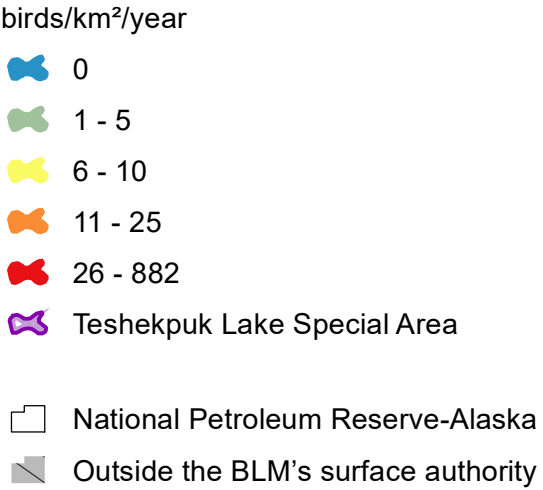 birds/km²/year
0
1 - 5
6 - 10
11 - 25
26 - 882
Teshekpuk Lake Special Area
National Petroleum Reserve-Alaska
Outside the BLM’s surface authority